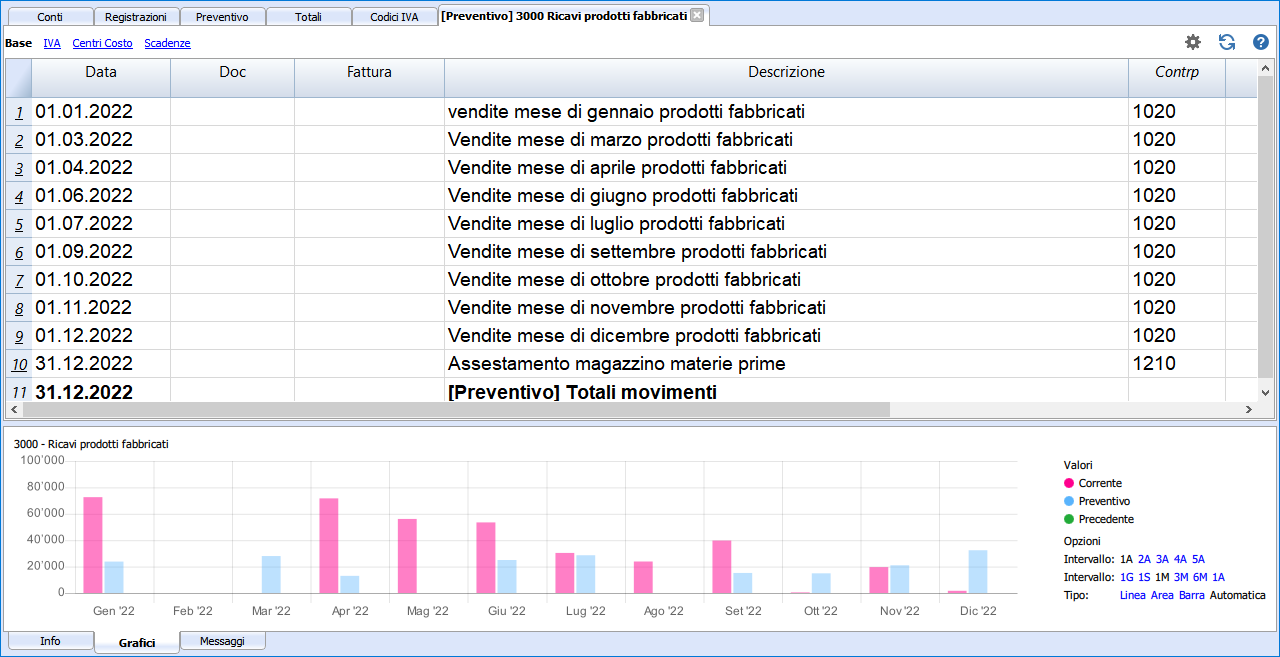 Conti Registrazioni Preventivo Totali Codici IVA [Preventivo] 3000 Ricavi prodotti fabbricati
Base IVA Centri Costo Scadenze
Data Doc Fattura Descrizione Contrp
1 01.01.2022 vendite mese di gennaio prodotti fabbricati 1020
2 01.03.2022 Vendite mese di marzo prodotti fabbricati 1020
3 01.04.2022 Vendite mese di aprile prodotti fabbricati 1020
4 01.06.2022 Vendite mese di giugno prodotti fabbricati 1020
5 01.07.2022 Vendite mese di luglio prodotti fabbricati 1020
6 01.09.2022 Vendite mese di settembre prodotti fabbricati 1020
7 01.10.2022 Vendite mese di ottobre prodotti fabbricati 1020
8 01.11.2022 Vendite mese di novembre prodotti fabbricati 1020
9 01.12.2022 Vendite mese di dicembre prodotti fabbricati 1020
10 31.12.2022 Assestamento magazzino materie prime 1210
11 31.12.2022 [Preventivo] Totali movimenti
3000 - Ricavi prodotti fabbricati
100'000
80'000
60'000
40'000
20'000
0
Gen '22 Feb '22 Mar '22 Apr '22 Mag '22 Giu '22 Lug '22 Ago '22 Set '22 Ott '22 Nov '22 Dic '22
Valori
Corrente
Preventivo
Precedente
Opzioni
Intervallo: 1A 2A 3A 4A 5A
Intervallo: 1G 1S 1M 3M 6M 1A
Tipo: Linea Area Barra Automatica
Info Grafici Messaggi